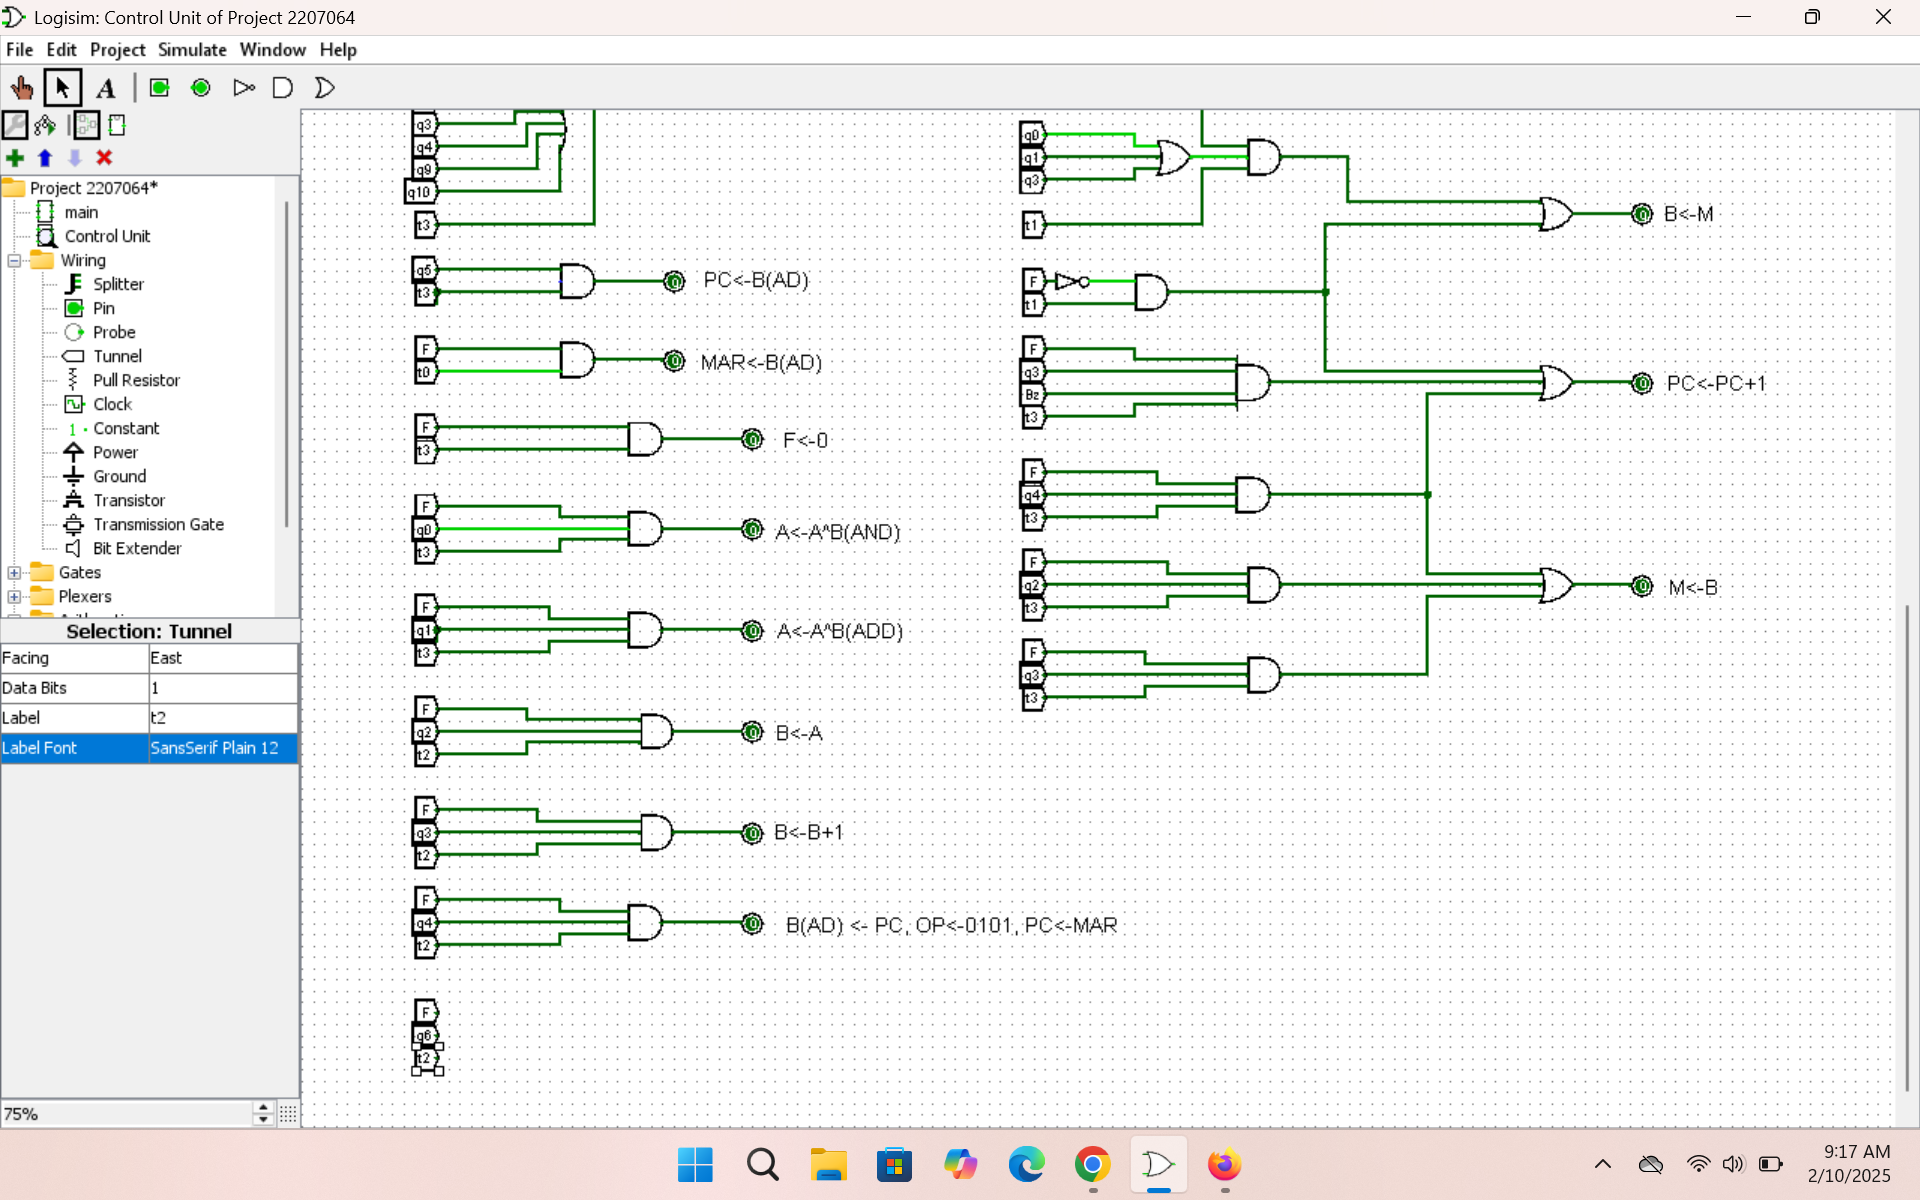 Logisim: Control Unit of Project 2207064
File Edit Project Simulate Window Help
Project 2207064*
main
Control Unit
Wiring
Splitter
Pin
Probe
Tunnel
Pull Resistor
Clock
Constant
Power
Ground
Transistor
Transmission Gate
Bit Extender
Gates
Plexers
Selection: Tunnel
Facing East
Data Bits 1
Label t2
Label Font SansSerif Plain 12
75%
q3
q4
q9
q10
t3
q5
t3
PC<-B(AD)
F
t0
MAR<-B(AD)
F
t3
F<-0
F
q0
t3
A<-A^B(AND)
F
q1
t3
A<-A^B(ADD)
F
q2
t2
B<-A
F
q3
t2
B<-B+1
F
q4
t2
B(AD) <- PC, OP<-0101, PC<-MAR
F
q6
t2
q0
q1
q3
t1
B<-M
F
t1
F
q3
Bz
t3
PC<-PC+1
F
q4
t3
F
q2
t3
M<-B
F
q3
t3
9:17 AM
2/10/2025